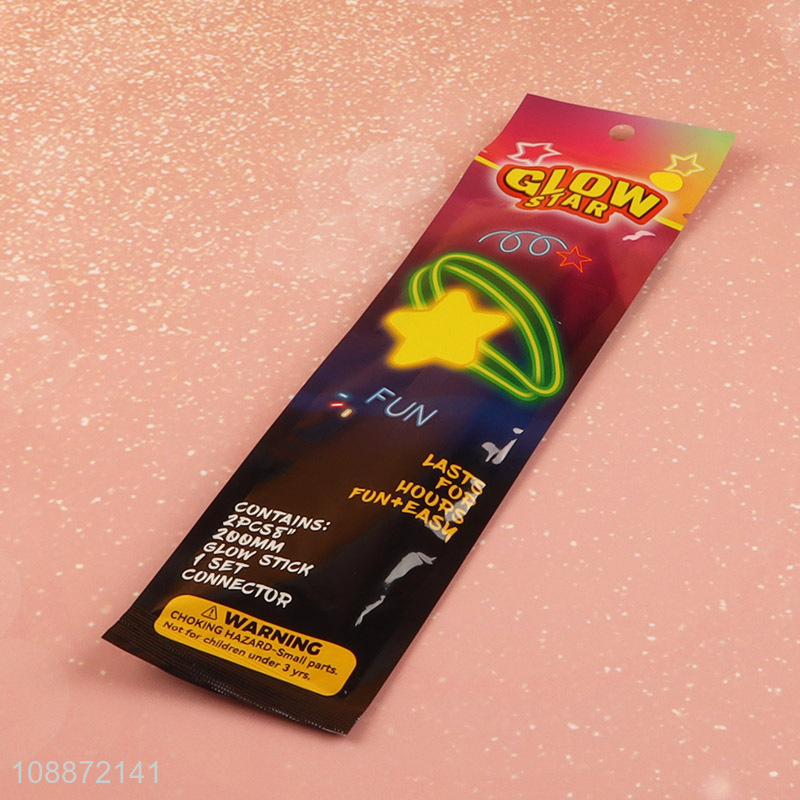 GLOW
STAR
FUN
LASTS
FOR
HOURS
FUN+EASY
CONTAINS:
2PCS8"
200MM
GLOW STICK
1 SET
CONNECTOR
WARNING
CHOKING HAZARD-Small parts.
Not for children under 3 yrs.
108872141